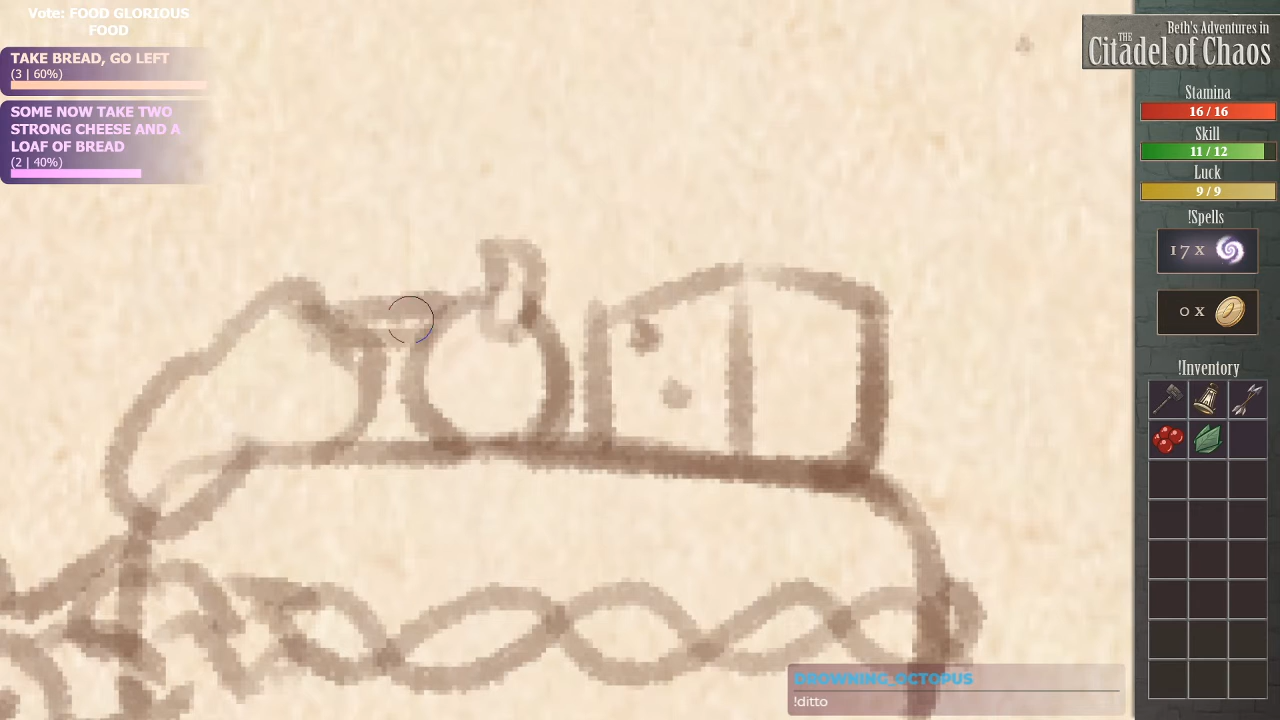 Vote: FOOD GLORIOUS
FOOD
TAKE BREAD, GO LEFT
(3 | 60%)
SOME NOW TAKE TWO
STRONG CHEESE AND A
LOAF OF BREAD
(2 | 40%)
Beth's Adventures in
THE
Citadel of Chaos
Stamina
16 / 16
Skill
11 / 12
Luck
9 / 9
!Spells
17 x
0 x
!Inventory
DROWNING_OCTOPUS
!ditto